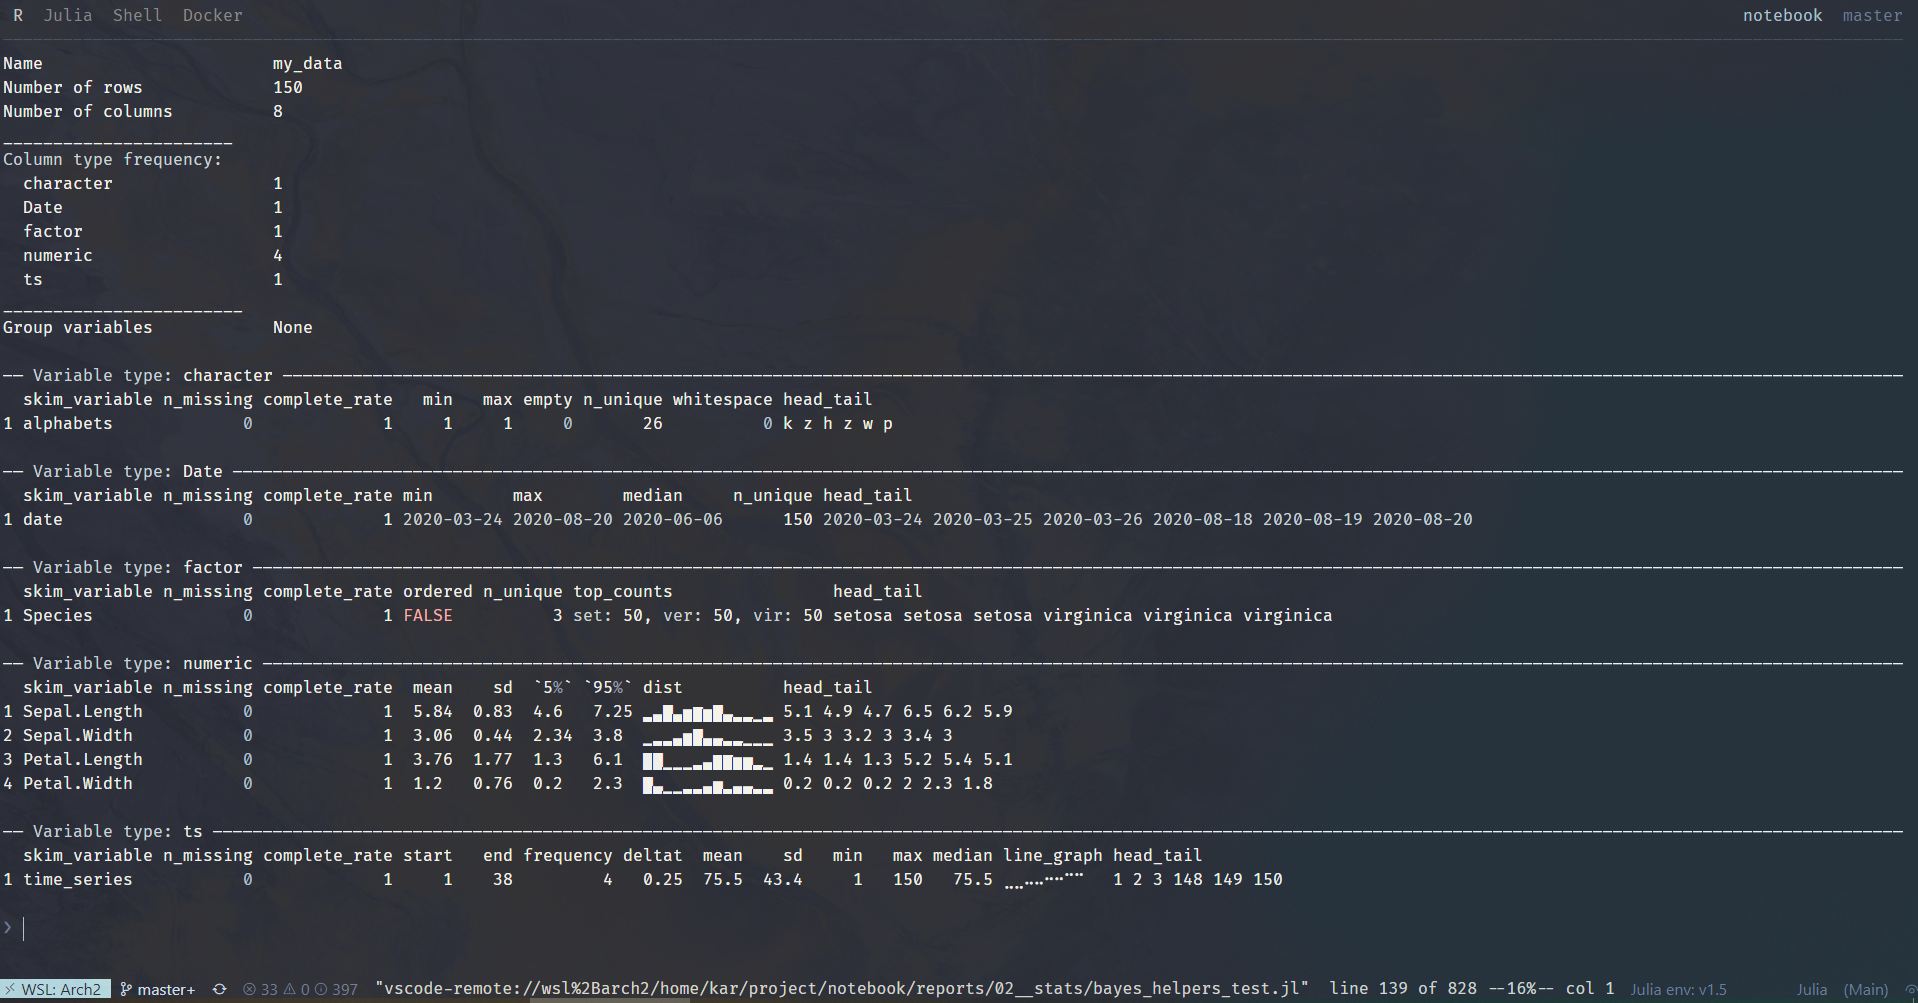 R Julia Shell Docker notebook master
Name my_data
Number of rows 150
Number of columns 8
_______________________
Column type frequency:
character 1
Date 1
factor 1
numeric 4
ts 1
________________________
Group variables None
── Variable type: character ──
skim_variable n_missing complete_rate min max empty n_unique whitespace head_tail
1 alphabets 0 1 1 1 0 26 0 k z h z w p
── Variable type: Date ──
skim_variable n_missing complete_rate min max median n_unique head_tail
1 date 0 1 2020-03-24 2020-08-20 2020-06-06 150 2020-03-24 2020-03-25 2020-03-26 2020-08-18 2020-08-19 2020-08-20
── Variable type: factor ──
skim_variable n_missing complete_rate ordered n_unique top_counts head_tail
1 Species 0 1 FALSE 3 set: 50, ver: 50, vir: 50 setosa setosa setosa virginica virginica virginica
── Variable type: numeric ──
skim_variable n_missing complete_rate mean sd `5%` `95%` dist head_tail
1 Sepal.Length 0 1 5.84 0.83 4.6 7.25 5.1 4.9 4.7 6.5 6.2 5.9
2 Sepal.Width 0 1 3.06 0.44 2.34 3.8 3.5 3 3.2 3 3.4 3
3 Petal.Length 0 1 3.76 1.77 1.3 6.1 1.4 1.4 1.3 5.2 5.4 5.1
4 Petal.Width 0 1 1.2 0.76 0.2 2.3 0.2 0.2 0.2 2 2.3 1.8
── Variable type: ts ──
skim_variable n_missing complete_rate start end frequency deltat mean sd min max median line_graph head_tail
1 time_series 0 1 1 38 4 0.25 75.5 43.4 1 150 75.5 1 2 3 148 149 150
❯
WSL: Arch2 master+ 33 0 397 "vscode-remote://wsl%2Barch2/home/kar/project/notebook/reports/02__stats/bayes_helpers_test.jl" line 139 of 828 --16%-- col 1 Julia env: v1.5 Julia (Main)